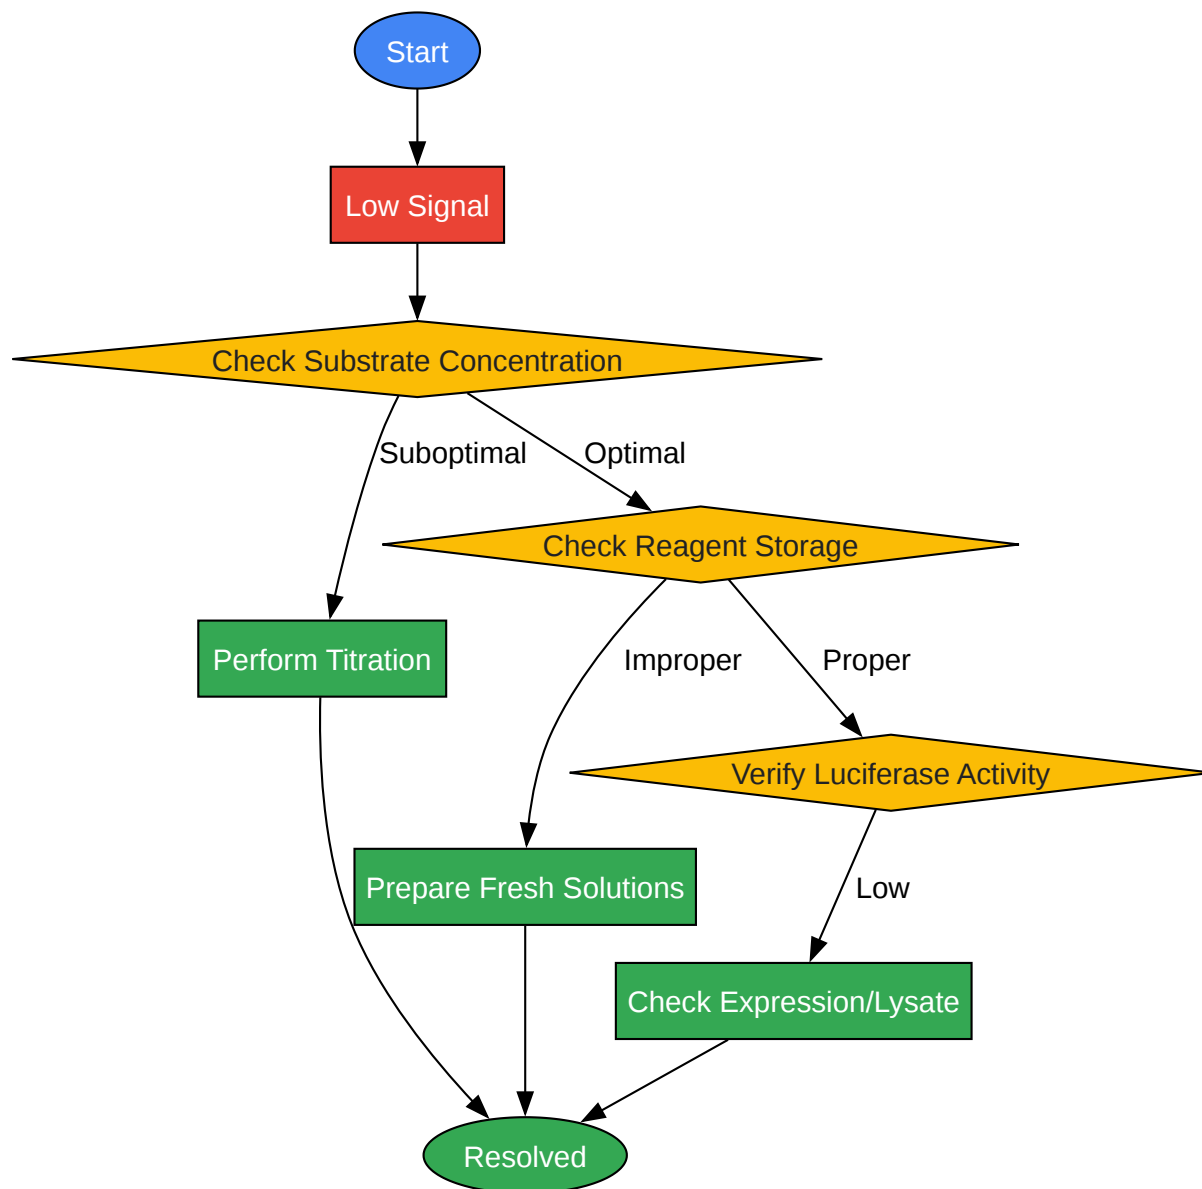 Start
Low Signal
Check Substrate Concentration
Suboptimal
Optimal
Check Reagent Storage
Perform Titration
Improper
Proper
Verify Luciferase Activity
Prepare Fresh Solutions
Low
Check Expression/Lysate
Resolved